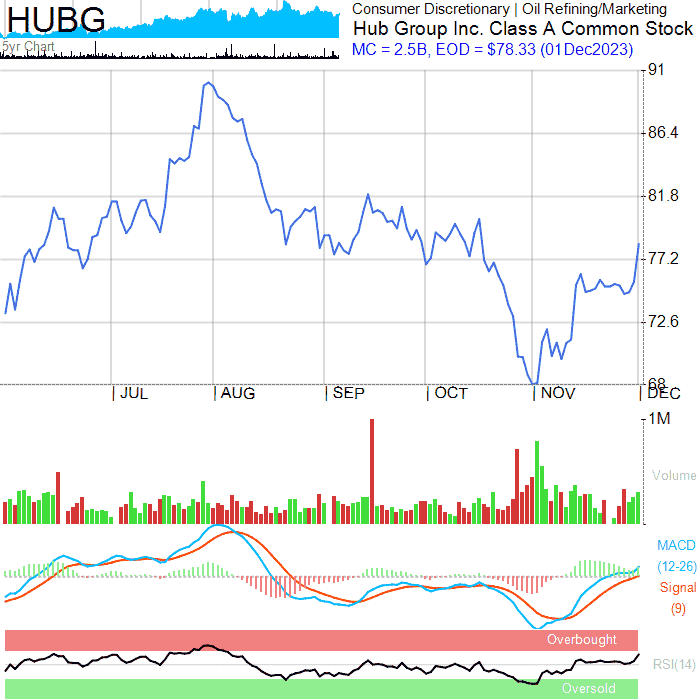 HUBG
5yr Chart
Consumer Discretionary | Oil Refining/Marketing
Hub Group Inc. Class A Common Stock
MC = 2.5B, EOD = $78.33 (01Dec2023)
91
86.4
81.8
77.2
72.6
68
| JUL | AUG | SEP | OCT | NOV | DEC
1M
Volume
MACD
(12-26)
Signal
(9)
Overbought
RSI(14)
Oversold